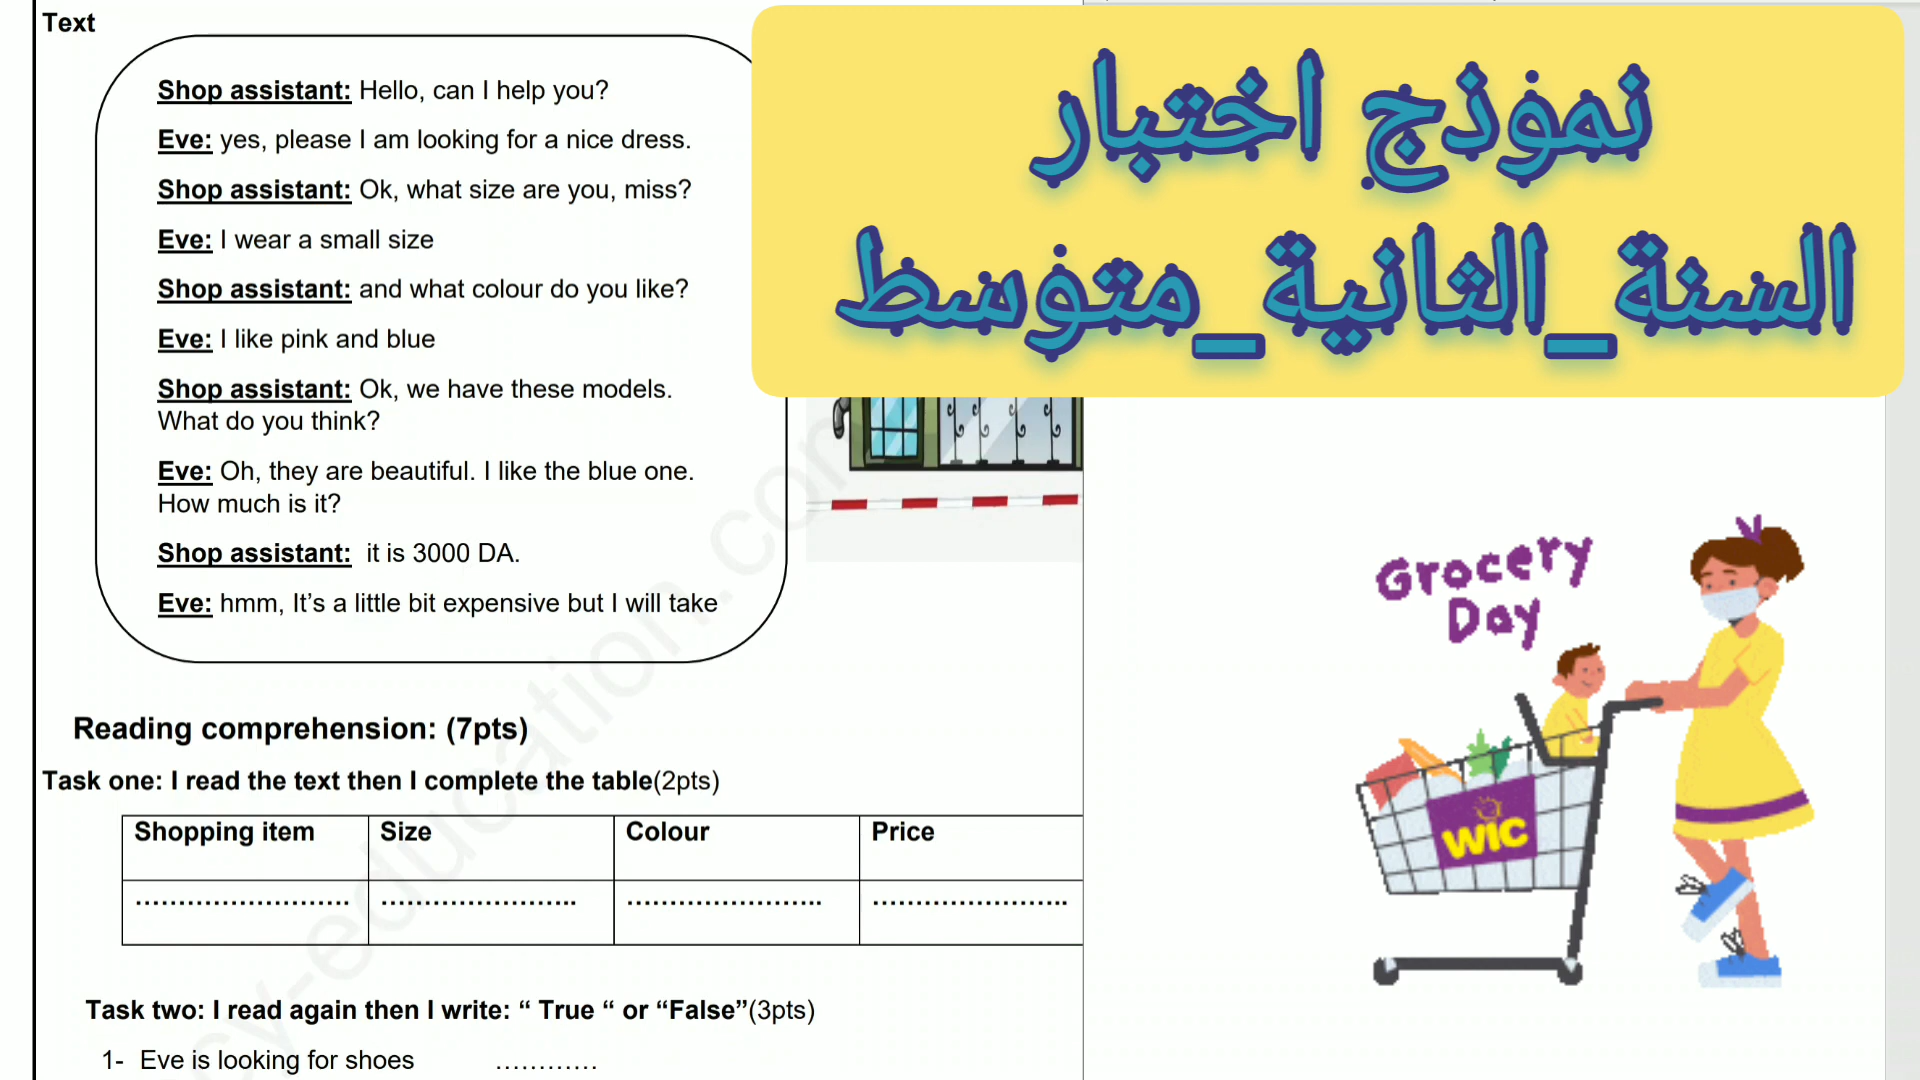 Text
Shop assistant: Hello, can I help you?
Eve: yes, please I am looking for a nice dress.
Shop assistant: Ok, what size are you, miss?
Eve: I wear a small size
Shop assistant: and what colour do you like?
Eve: I like pink and blue
Shop assistant: Ok, we have these models.
What do you think?
Eve: Oh, they are beautiful. I like the blue one.
How much is it?
Shop assistant: it is 3000 DA.
Eve: hmm, It's a little bit expensive but I will take
نموذج اختبار
السنة_الثانية_متوسط
Grocery
Day
WIC
Reading comprehension: (7pts)
Task one: I read the text then I complete the table(2pts)
Shopping item Size Colour Price
......................... ....................... ....................... .......................
Task two: I read again then I write: “ True “ or “False”(3pts)
1- Eve is looking for shoes ............
cy-education.com